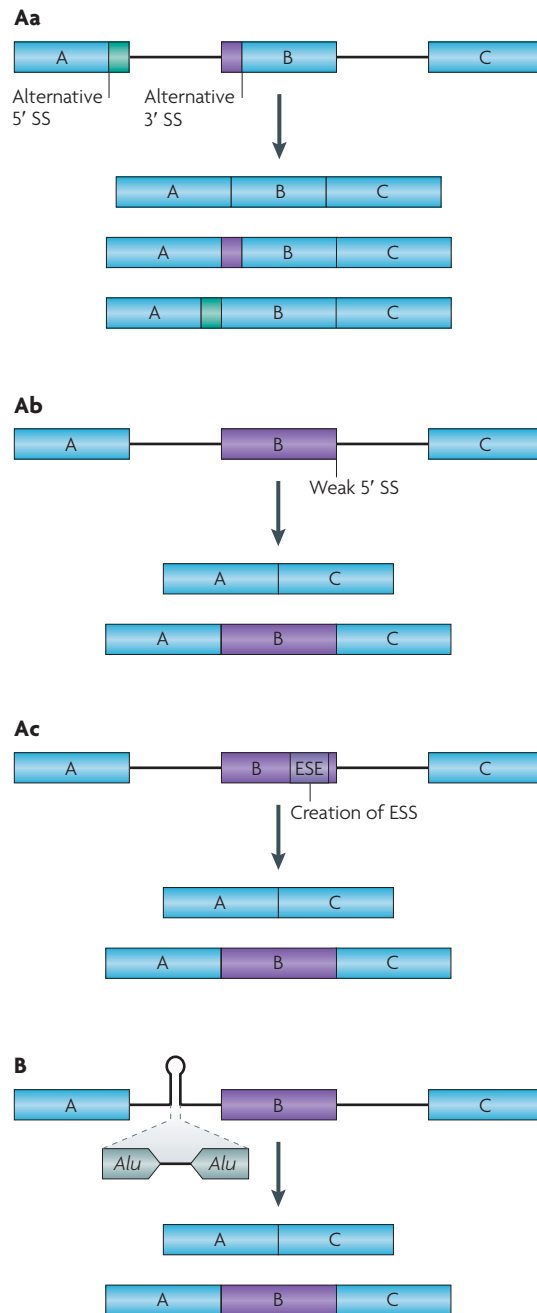 Aa
A B C
Alternative 5′ SS
Alternative 3′ SS
A B C
A B C
A B C
Ab
A B C
Weak 5′ SS
A C
A B C
Ac
A B ESE C
Creation of ESS
A C
A B C
B
A B C
Alu Alu
A C
A B C